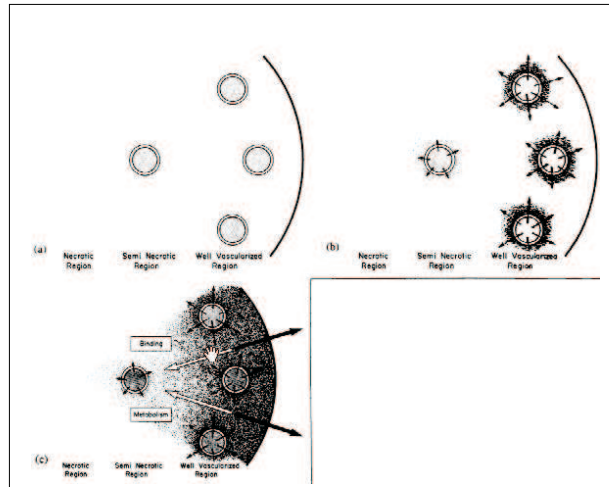 (a)
Necrotic Semi Necrotic Well Vascularized
Region Region Region
(b)
Necrotic Semi Necrotic Well Vascularized
Region Region Region
Binding
Metabolism
(c)
Necrotic Semi Necrotic Well Vascularized
Region Region Region